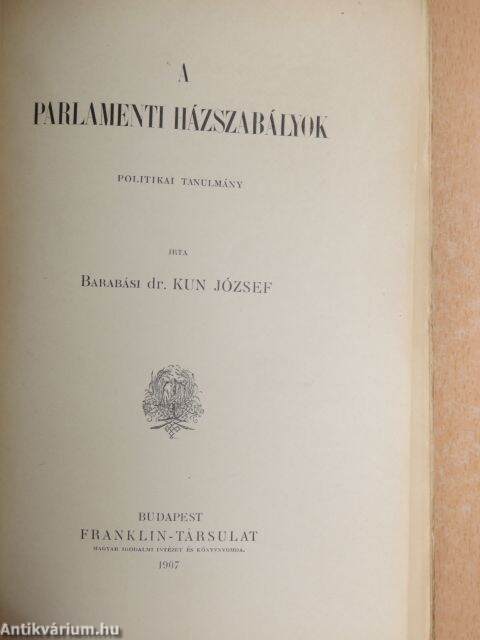 A
PARLAMENTI HÁZSZABÁLYOK
POLITIKAI TANULMÁNY
IRTA
BARABÁSI dr. KUN JÓZSEF
BUDAPEST
FRANKLIN-TÁRSULAT
MAGYAR IRODALMI INTÉZET ÉS KÖNYVNYOMDA.
1907
Antikvárium.hu